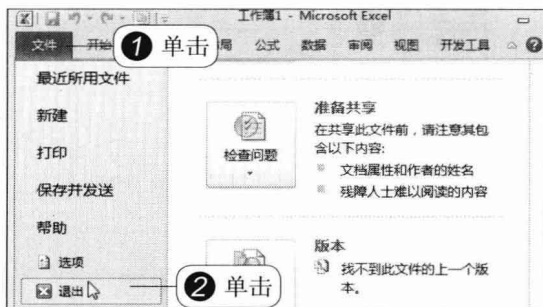 工作簿1 - Microsoft Excel
文件 开始 局 公式 数据 审阅 视图 开发工具
1 单击
最近所用文件
新建
打印
保存并发送
帮助
选项
退出
2 单击
检查问题
准备共享
在共享此文件前，请注意其包
含以下内容:
文档属性和作者的姓名
残障人士难以阅读的内容
版本
找不到此文件的上一个版
本。